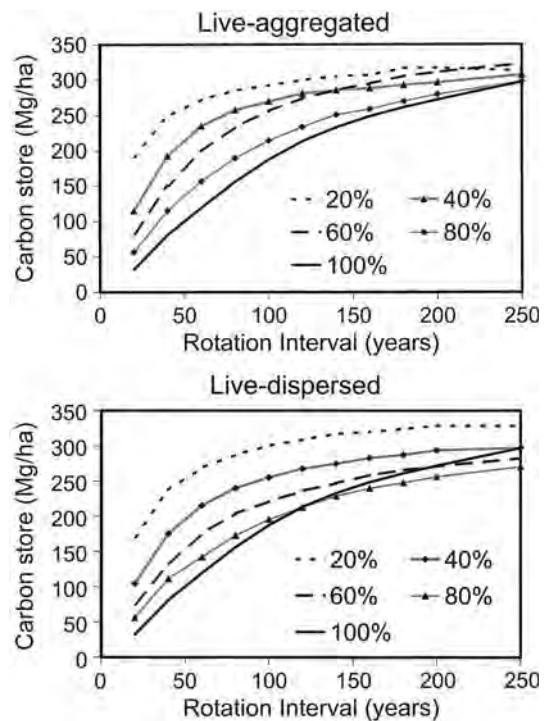 Live-aggregated
350
300
250
200
150
100
50
0
Carbon store (Mg/ha)
20% 40%
60% 80%
100%
0 50 100 150 200 250
Rotation Interval (years)
Live-dispersed
350
300
250
200
150
100
50
0
Carbon store (Mg/ha)
20% 40%
60% 80%
100%
0 50 100 150 200 250
Rotation Interval (years)